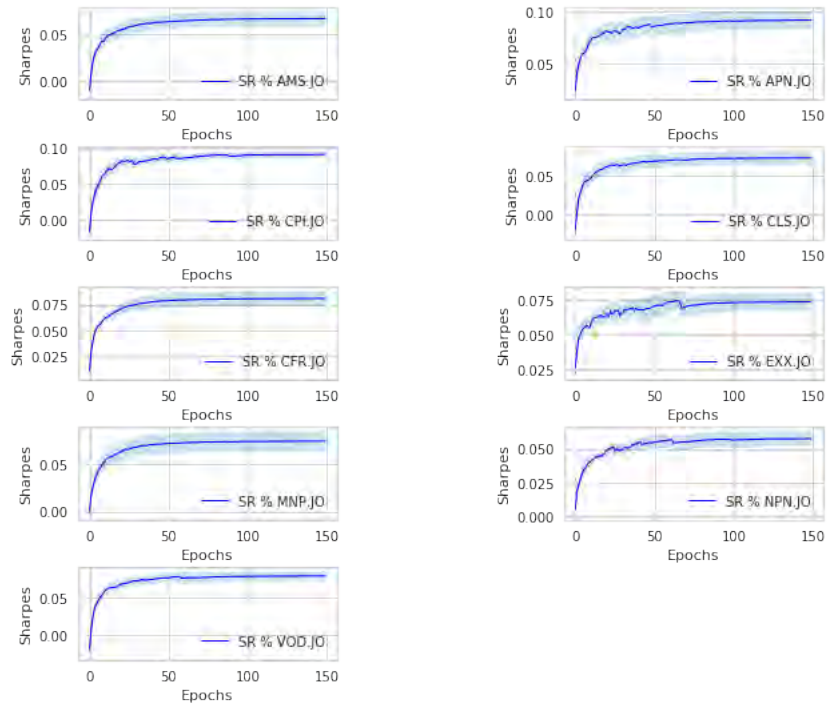 Sharpes
0.05
0.00
SR % AMS.JO
0 50 100 150
Epochs
Sharpes
0.10
0.05
SR % APN.JO
0 50 100 150
Epochs
Sharpes
0.10
0.05
0.00
SR % CPI.JO
0 50 100 150
Epochs
Sharpes
0.05
0.00
SR % CLS.JO
0 50 100 150
Epochs
Sharpes
0.075
0.050
0.025
SR % CFR.JO
0 50 100 150
Epochs
Sharpes
0.075
0.050
0.025
SR % EXX.JO
0 50 100 150
Epochs
Sharpes
0.05
0.00
SR % MNP.JO
0 50 100 150
Epochs
Sharpes
0.050
0.025
0.000
SR % NPN.JO
0 50 100 150
Epochs
Sharpes
0.05
0.00
SR % VOD.JO
0 50 100 150
Epochs